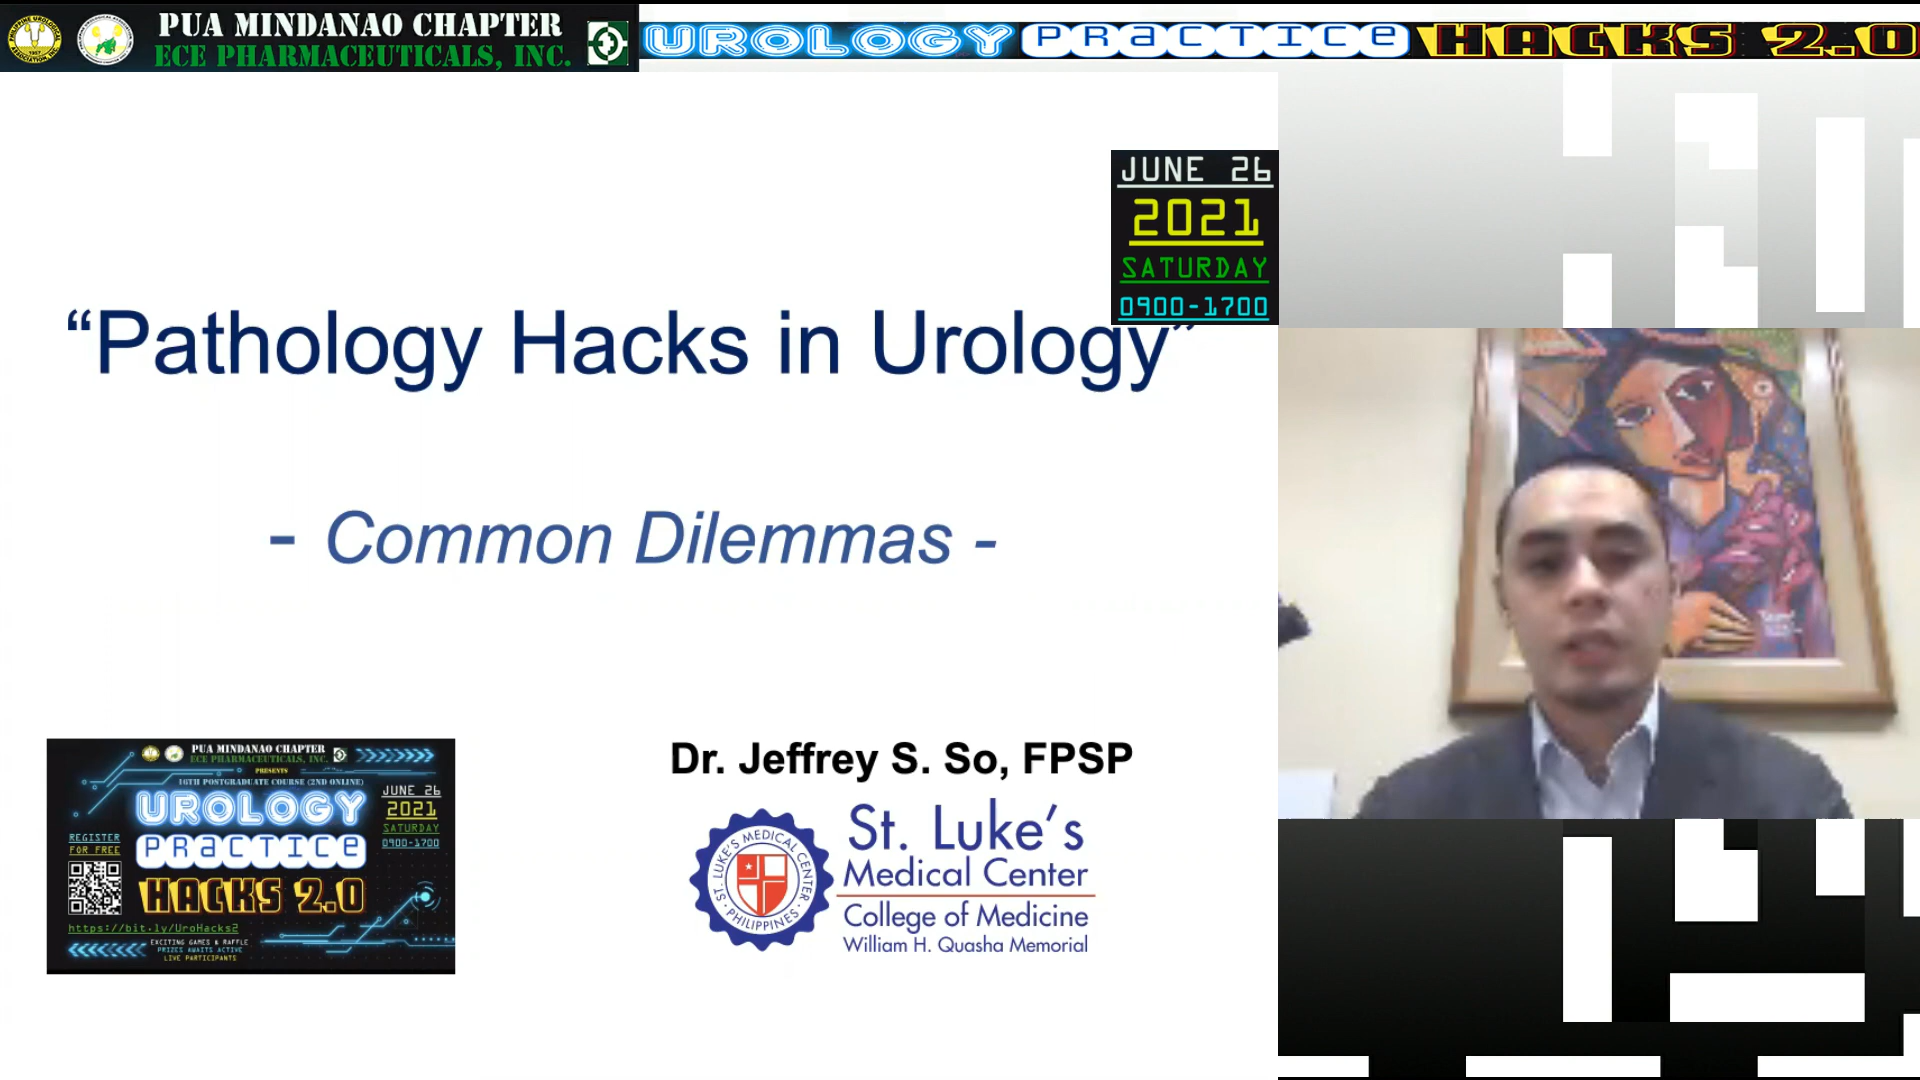 PUA MINDANAO CHAPTER
ECE PHARMACEUTICALS, INC.
UROLOGY PRaCTICe HACKS 2.0
JUNE 26
2021
SATURDAY
0900-1700
“Pathology Hacks in Urology”
- Common Dilemmas -
PUA MINDANAO CHAPTER
ECE PHARMACEUTICALS, INC.
PRESENTS
16TH POSTGRADUATE COURSE (2ND ONLINE)
UROLOGY
PRaCTICe
HACKS 2.0
JUNE 26
2021
SATURDAY
0900-1700
REGISTER
FOR FREE
https://bit.ly/UroHacks2
EXCITING GAMES & RAFFLE
PRIZES AWAITS ACTIVE
LIVE PARTICIPANTS
Dr. Jeffrey S. So, FPSP
ST. LUKE'S MEDICAL CENTER
PHILIPPINES
St. Luke's
Medical Center
College of Medicine
William H. Quasha Memorial